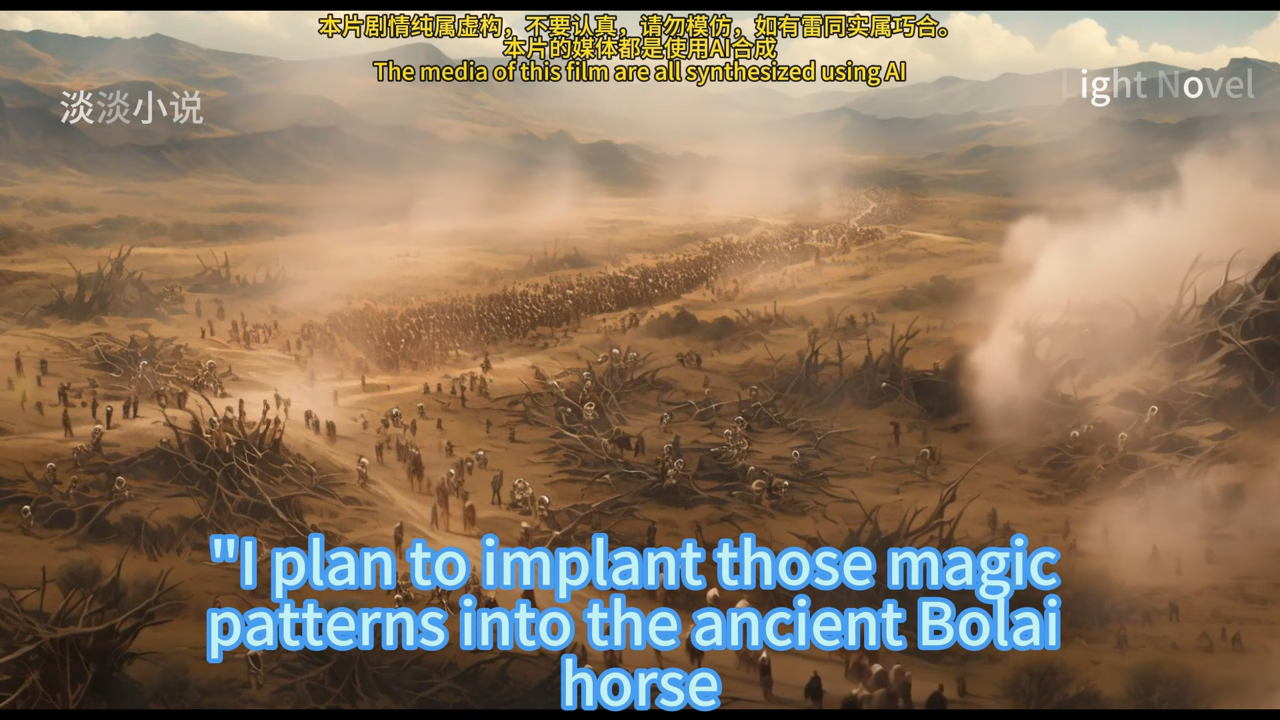 本片剧情纯属虚构，不要认真，请勿模仿，如有雷同实属巧合。
本片的媒体都是使用AI合成
The media of this film are all synthesized using AI
淡淡小说
Light Novel
"I plan to implant those magic
patterns into the ancient Bolai
horse